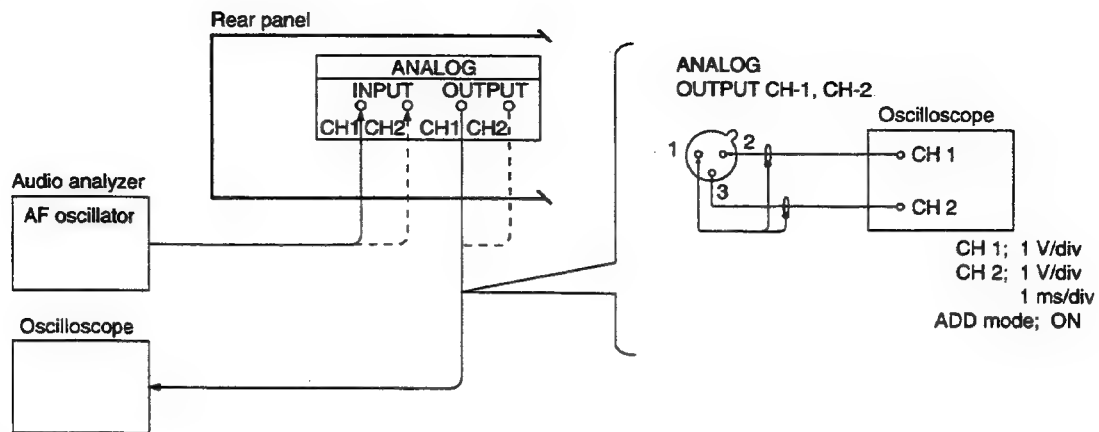 Rear panel
ANALOG
INPUT OUTPUT
CH1 CH2 CH1 CH2
Audio analyzer
AF oscillator
Oscilloscope
ANALOG
OUTPUT CH-1, CH-2
Oscilloscope
1 2
CH 1
3
CH 2
CH 1; 1 V/div
CH 2; 1 V/div
1 ms/div
ADD mode; ON